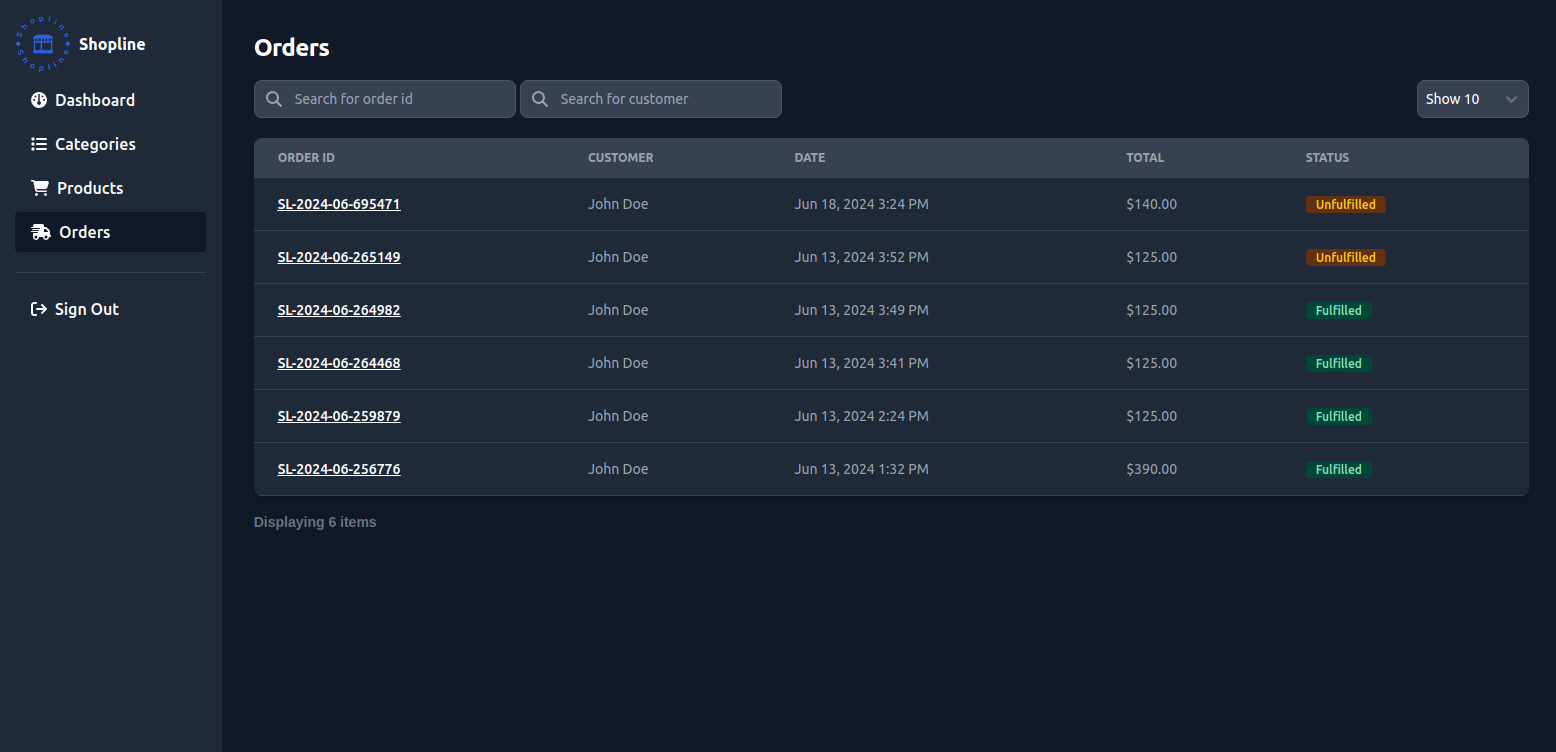 Shopline Shopline
Shopline
Dashboard
Categories
Products
Orders
Sign Out
Orders
Search for order id
Search for customer
Show 10
ORDER ID CUSTOMER DATE TOTAL STATUS
SL-2024-06-695471 John Doe Jun 18, 2024 3:24 PM $140.00 Unfulfilled
SL-2024-06-265149 John Doe Jun 13, 2024 3:52 PM $125.00 Unfulfilled
SL-2024-06-264982 John Doe Jun 13, 2024 3:49 PM $125.00 Fulfilled
SL-2024-06-264468 John Doe Jun 13, 2024 3:41 PM $125.00 Fulfilled
SL-2024-06-259879 John Doe Jun 13, 2024 2:24 PM $125.00 Fulfilled
SL-2024-06-256776 John Doe Jun 13, 2024 1:32 PM $390.00 Fulfilled
Displaying 6 items